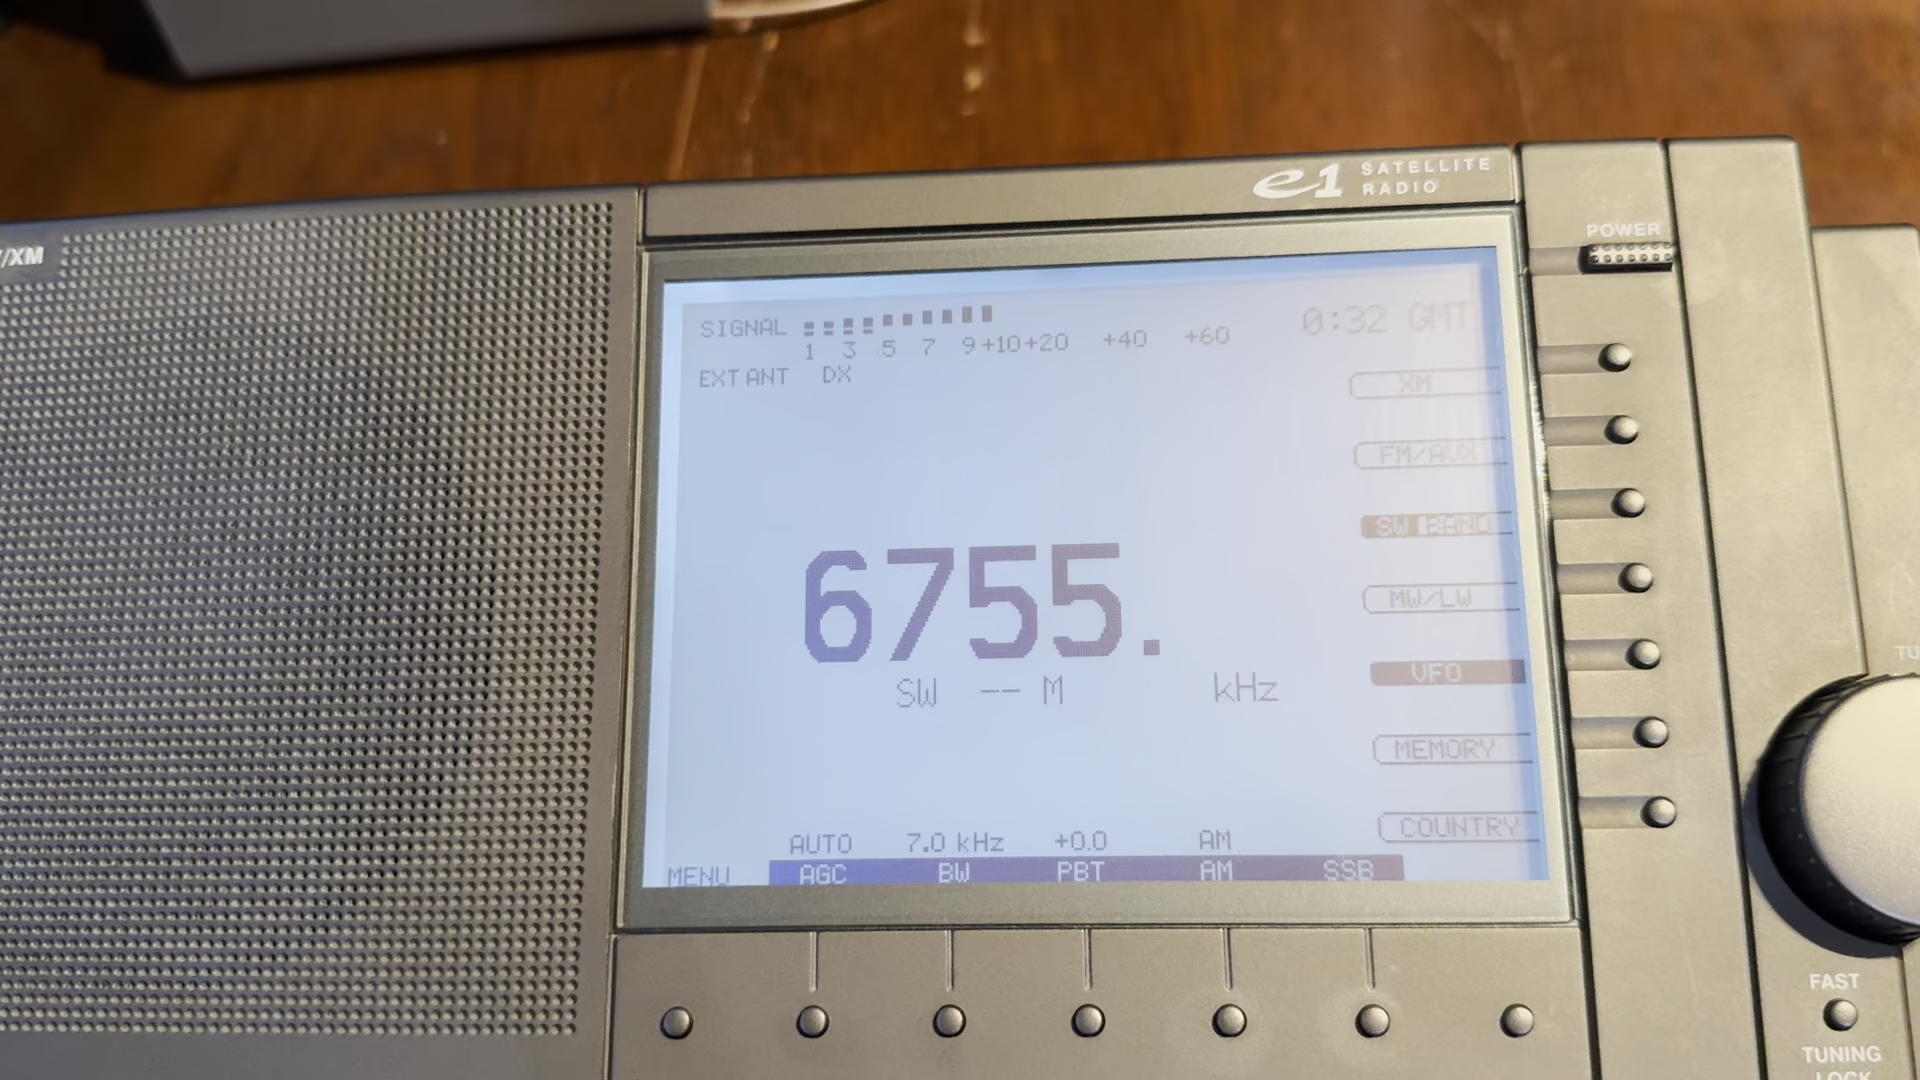 /XM
e1 SATELLITE
RADIO
POWER
SIGNAL
0:32 GMT
1 3 5 7 9 +10 +20 +40 +60
EXT ANT DX
XM
FM/AUX
SW BAND
MW/LW
6755.
VFO
SW -- M kHz
MEMORY
COUNTRY
AUTO 7.0 kHz +0.0 AM
MENU AGC BW PBT AM SSB
FAST
TUNING
LOCK